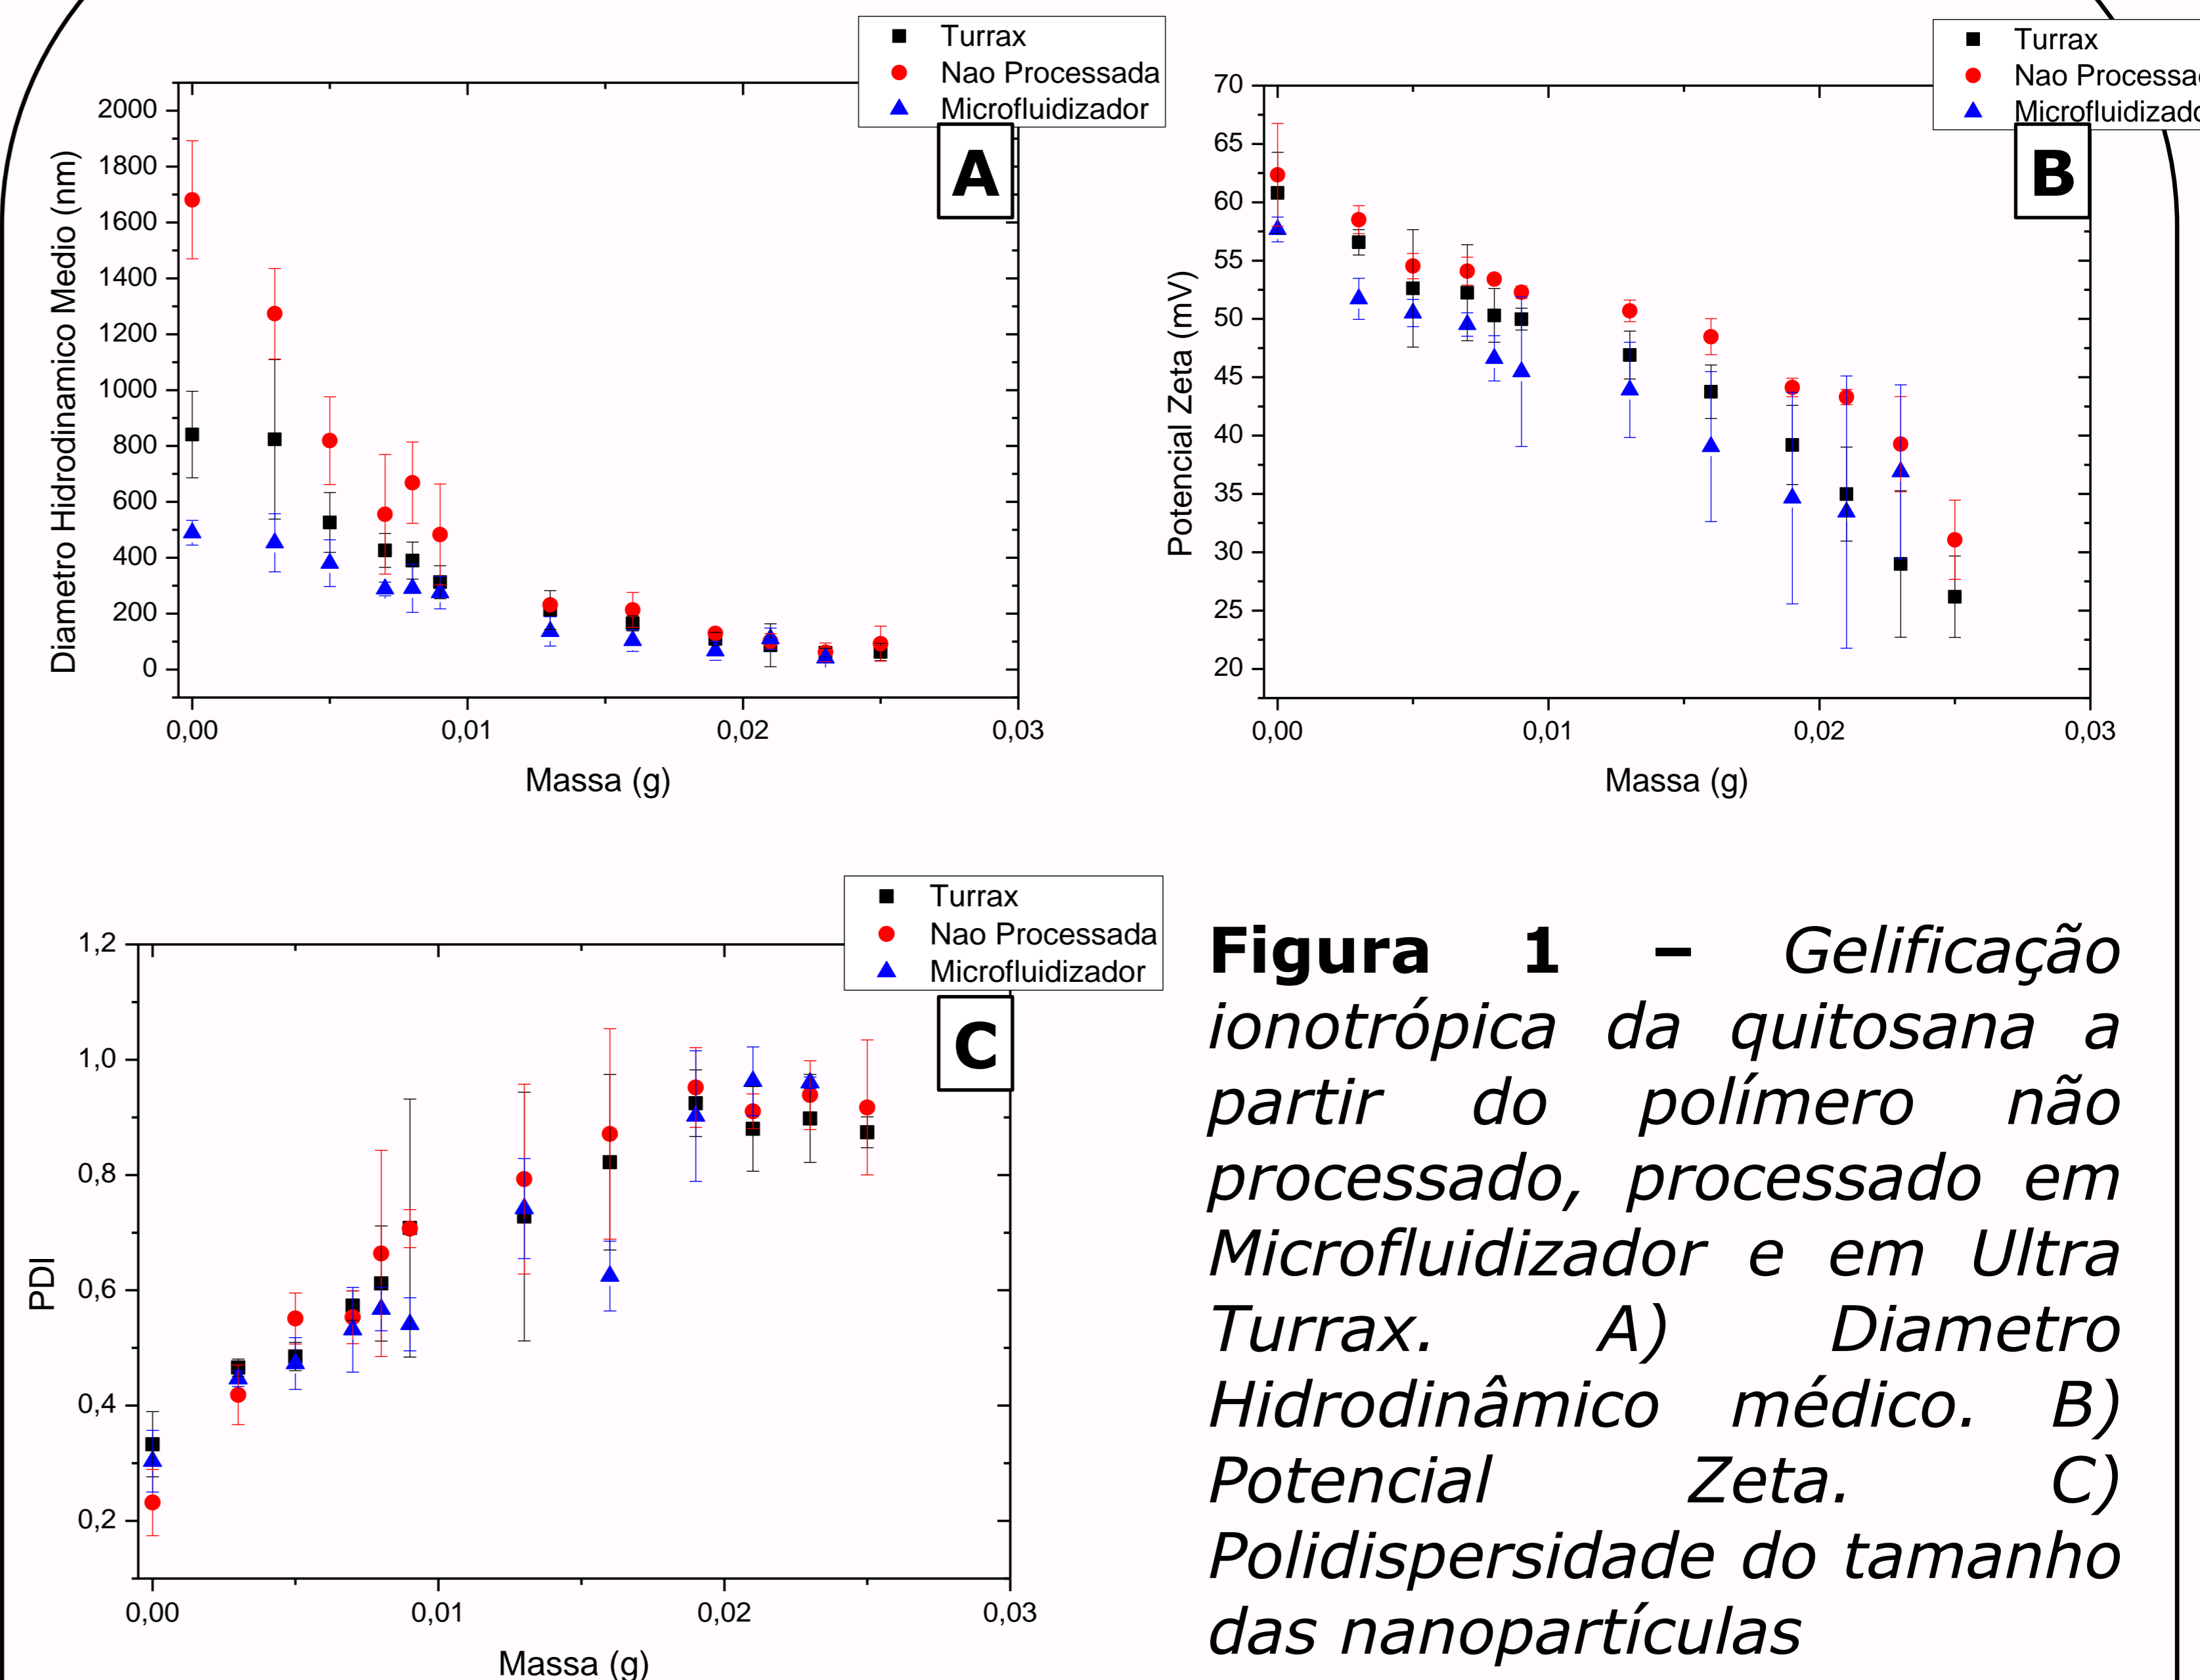 Turrax
Nao Processada
Microfluidizador
A
2000
1800
1600
1400
1200
1000
800
600
400
200
0
Diametro Hidrodinamico Medio (nm)
0,00
0,01
0,02
0,03
Massa (g)
Turrax
Nao Processad
Microfluidizado
B
70
65
60
55
50
45
40
35
30
25
20
Potencial Zeta (mV)
0,00
0,01
0,02
0,03
Massa (g)
Turrax
Nao Processada
Microfluidizador
C
1,2
1,0
0,8
0,6
0,4
0,2
PDI
0,00
0,01
0,02
0,03
Massa (g)
Figura 1 – Gelificação
ionotrópica da quitosana a
partir do polímero não
processado, processado em
Microfluidizador e em Ultra
Turrax. A) Diametro
Hidrodinâmico médico. B)
Potencial Zeta. C)
Polidispersidade do tamanho
das nanopartículas